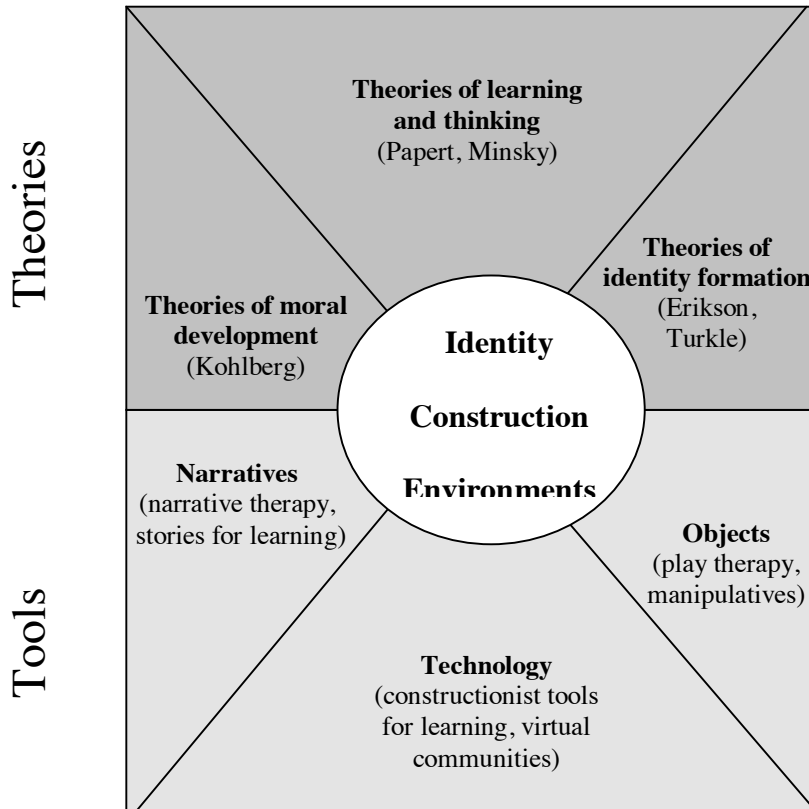 Theories
Theories of learning
and thinking
(Papert, Minsky)
Theories of moral
development
(Kohlberg)
Theories of
identity formation
(Erikson,
Turkle)
Identity
Construction
Environments
Tools
Narratives
(narrative therapy,
stories for learning)
Objects
(play therapy,
manipulatives)
Technology
(constructionist tools
for learning, virtual
communities)